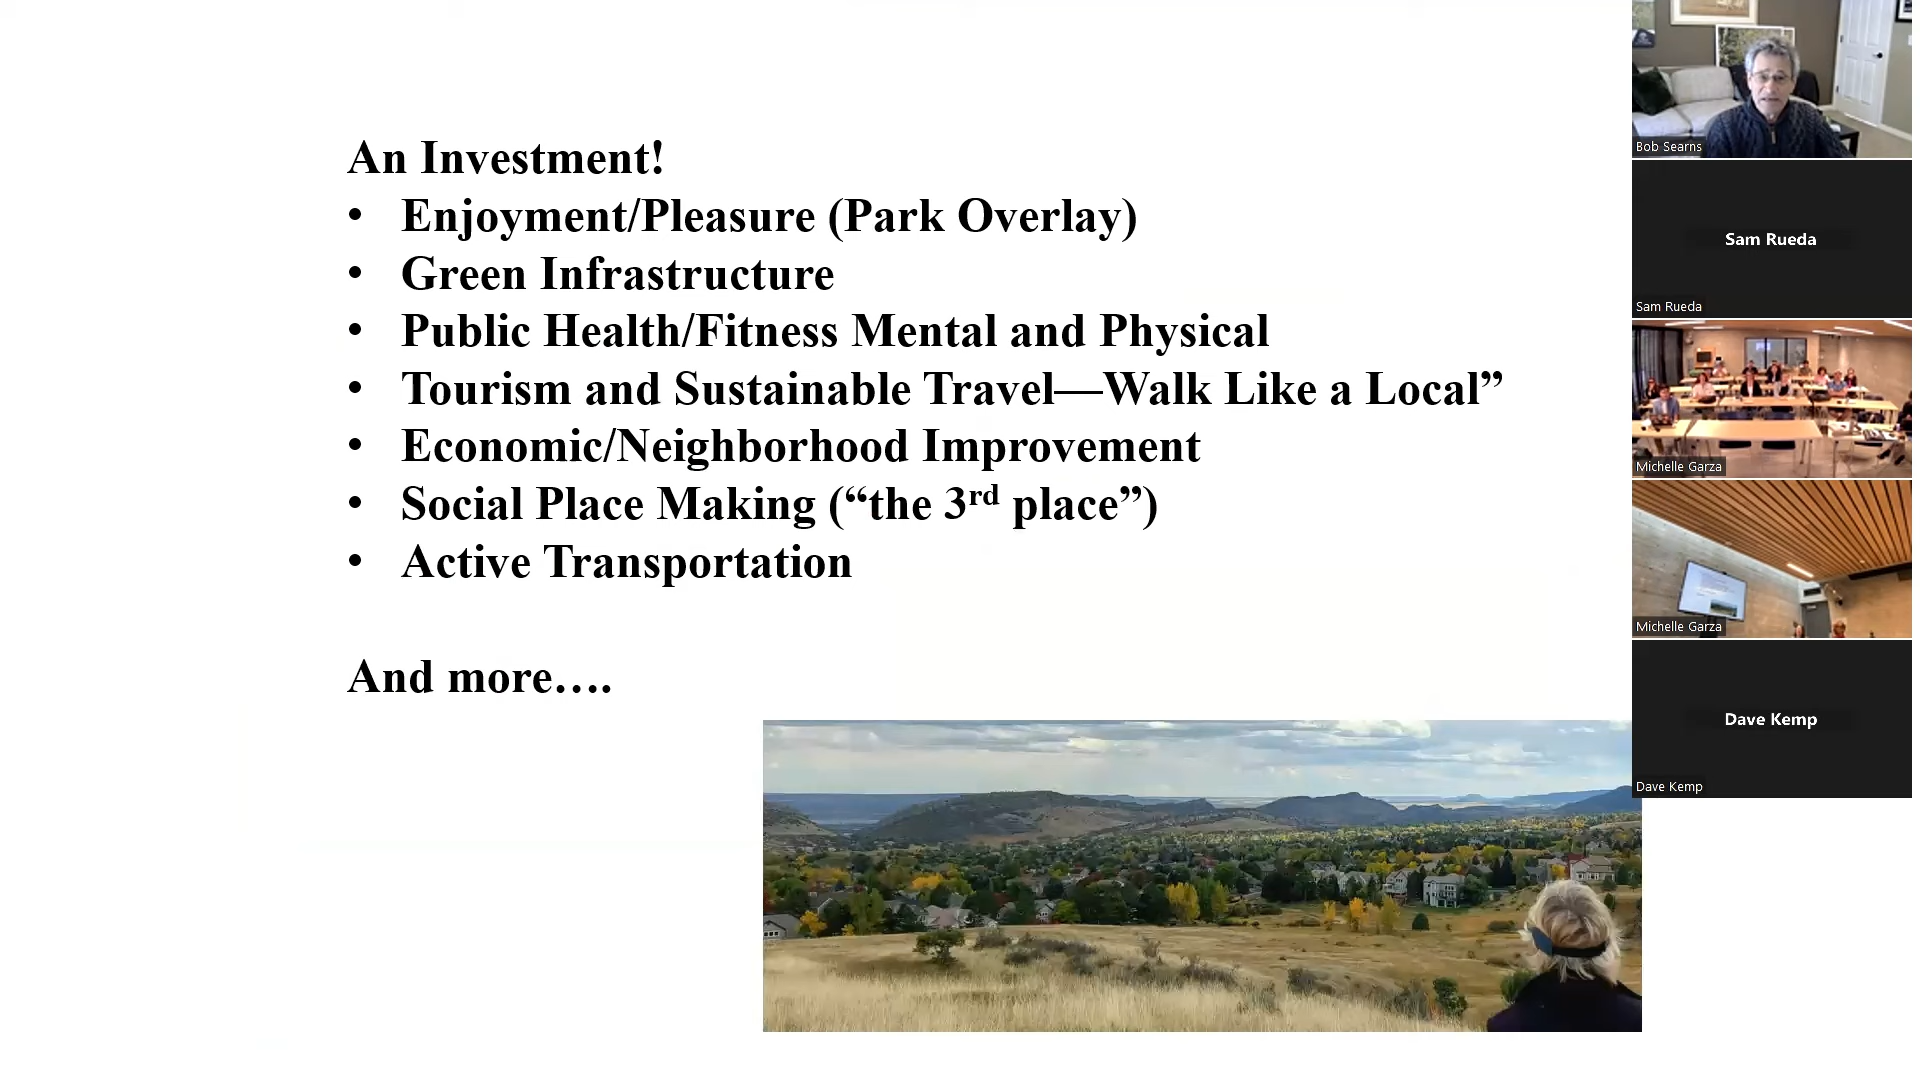 An Investment!
• Enjoyment/Pleasure (Park Overlay)
• Green Infrastructure
• Public Health/Fitness Mental and Physical
• Tourism and Sustainable Travel—Walk Like a Local”
• Economic/Neighborhood Improvement
• Social Place Making (“the 3rd place”)
• Active Transportation
And more….
Bob Searns
Sam Rueda
Sam Rueda
Michelle Garza
Michelle Garza
Dave Kemp
Dave Kemp